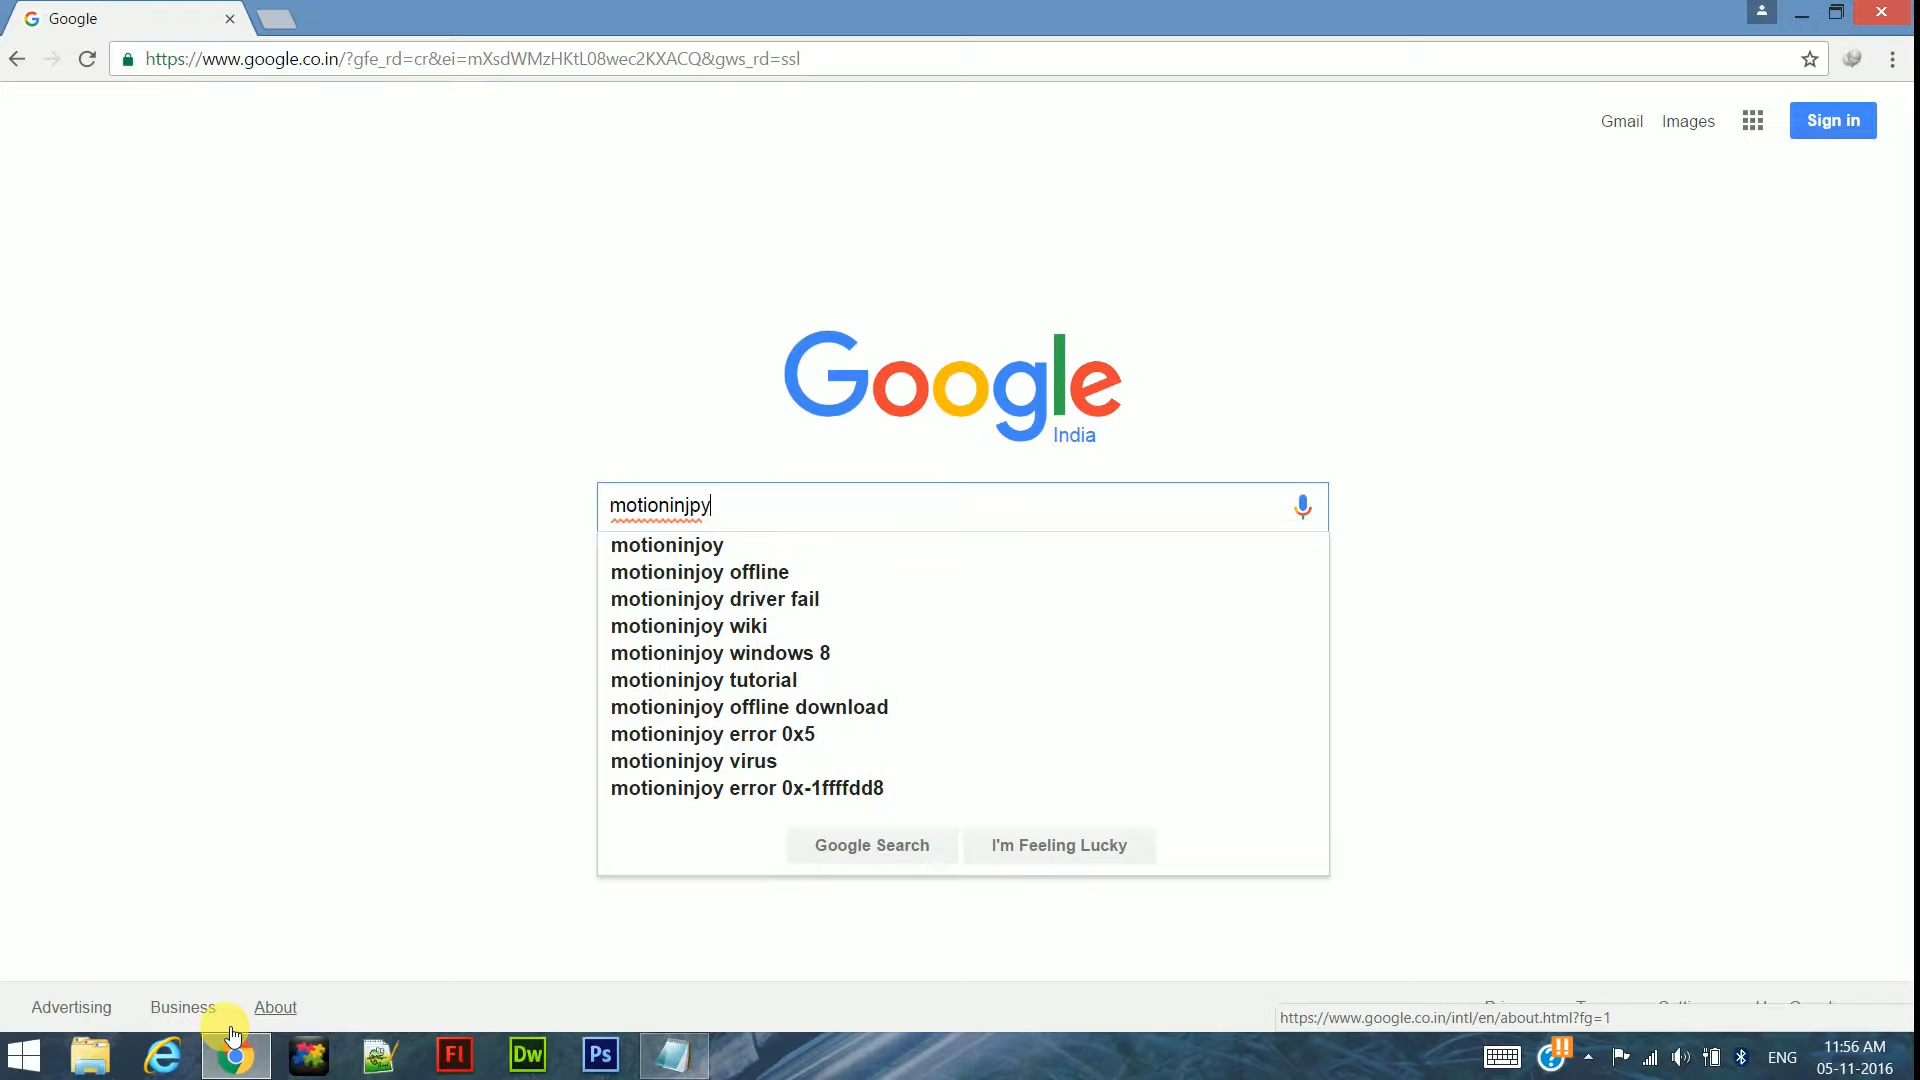 Google
https://www.google.co.in/?gfe_rd=cr&ei=mXsdWMzHKtL08wec2KXACQ&gws_rd=ssl
Gmail Images Sign in
Google
India
motioninjpy
motioninjoy
motioninjoy offline
motioninjoy driver fail
motioninjoy wiki
motioninjoy windows 8
motioninjoy tutorial
motioninjoy offline download
motioninjoy error 0x5
motioninjoy virus
motioninjoy error 0x-1ffffdd8
Google Search I'm Feeling Lucky
Advertising Business About
https://www.google.co.in/intl/en/about.html?fg=1
Fl Dw Ps
ENG
11:56 AM
05-11-2016